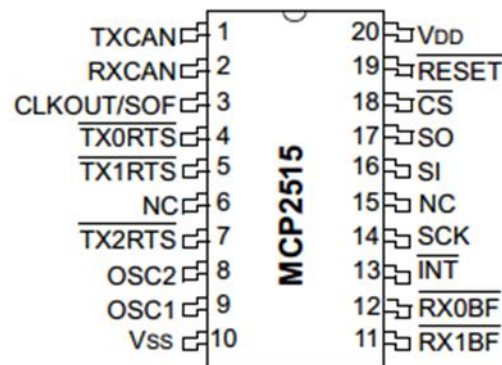 TXCAN 1 20 VDD
RXCAN 2 19 RESET
CLKOUT/SOF 3 18 CS
TX0RTS 4 17 SO
TX1RTS 5 16 SI
NC 6 15 NC
TX2RTS 7 14 SCK
OSC2 8 13 INT
OSC1 9 12 RX0BF
VSS 10 11 RX1BF
MCP2515